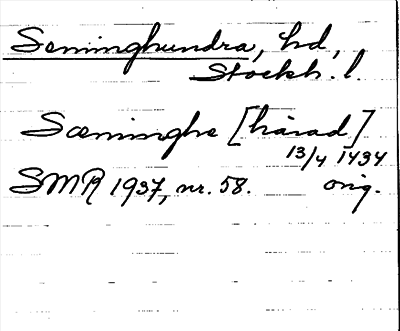 Seminghundra, hd,
Stockh. l.
Sæminghe [härad]
13/4 1434
SMR 1937, nr. 58. orig.